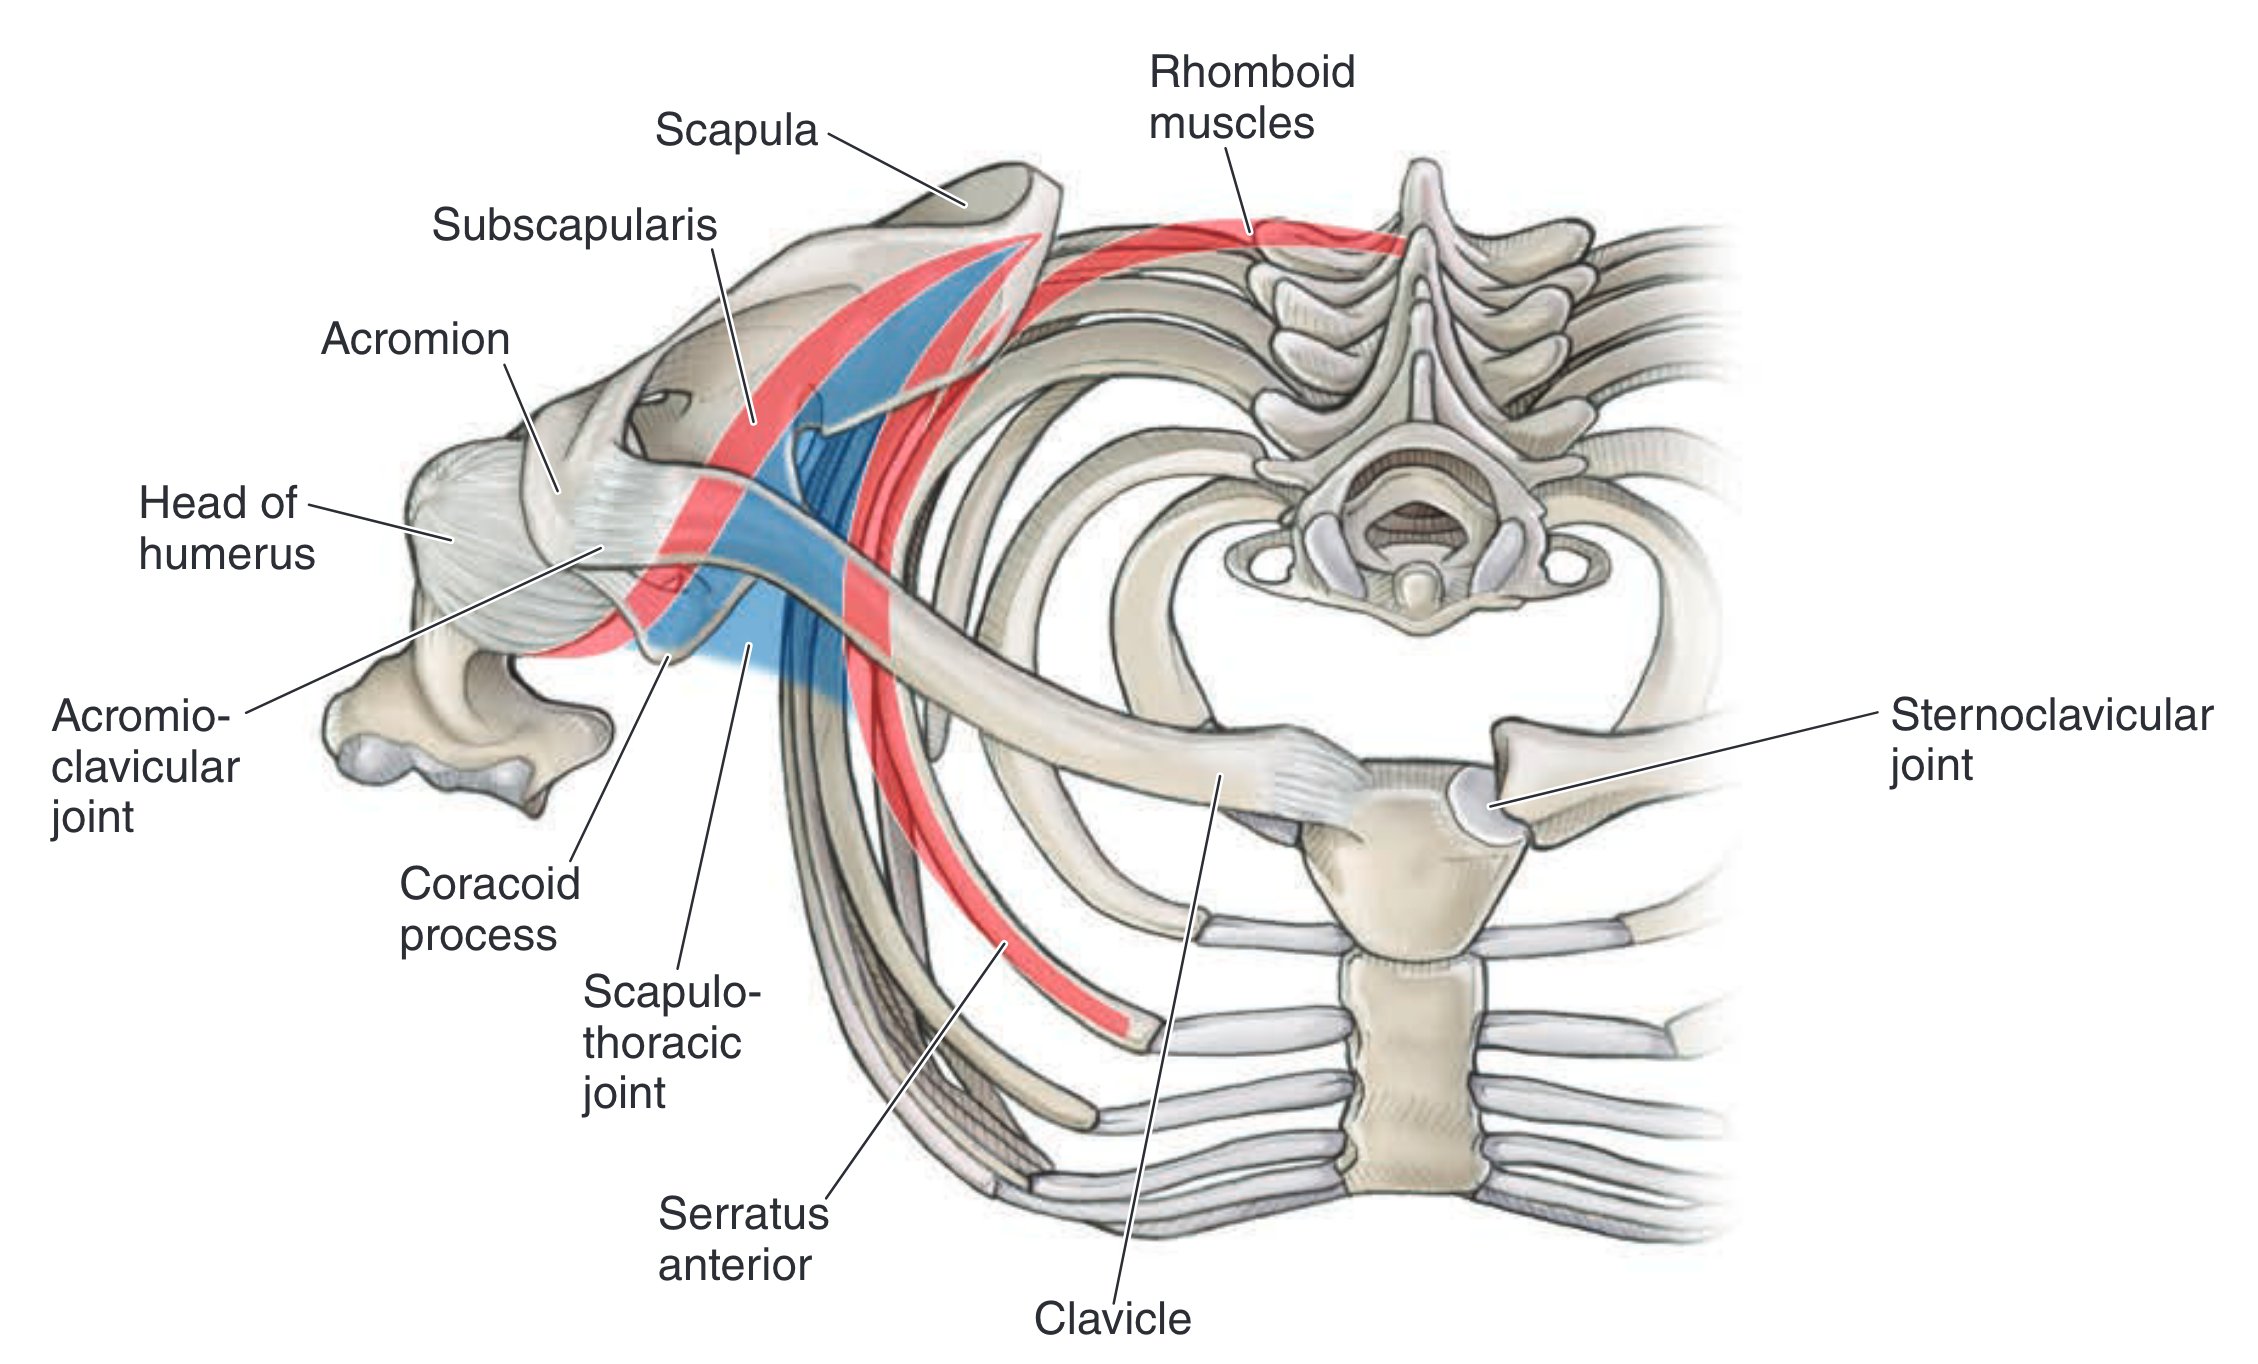 Rhomboid
muscles
Scapula
Subscapularis
Acromion
Head of
humerus
Acromio-
clavicular
joint
Sternoclavicular
joint
Coracoid
process
Scapulo-
thoracic
joint
Serratus
anterior
Clavicle